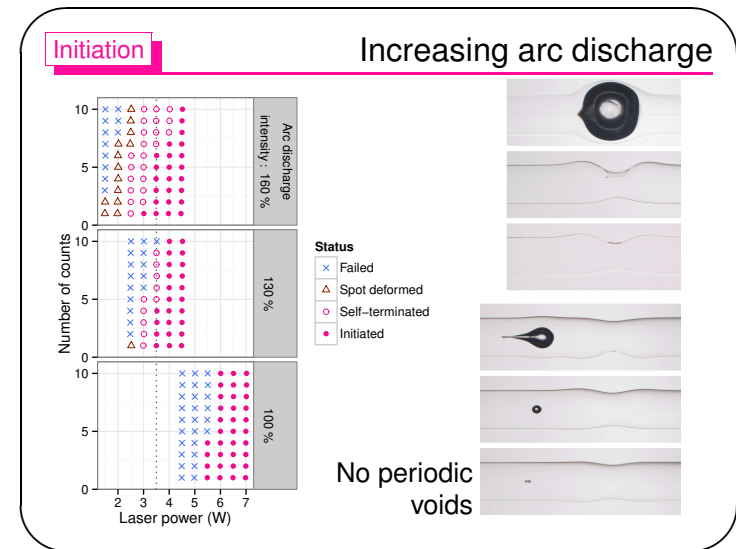 Initiation
Increasing arc discharge
10
5
0
Arc discharge
intensity : 160 %
10
5
0
130 %
10
5
0
100 %
Number of counts
2 3 4 5 6 7
Laser power (W)
Status
Failed
Spot deformed
Self−terminated
Initiated
No periodic
voids